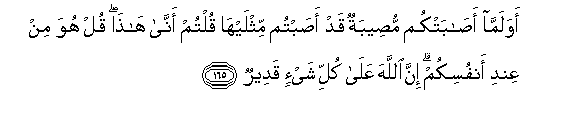 أَوَلَمَّآ أَصَٰبَتْكُم مُّصِيبَةٌ قَدْ أَصَبْتُم مِّثْلَيْهَا قُلْتُمْ أَنَّىٰ هَٰذَا ۖ قُلْ هُوَ مِنْ
عِندِ أَنفُسِكُمْ ۗ إِنَّ ٱللَّهَ عَلَىٰ كُلِّ شَىْءٍ قَدِيرٌ ﴿١٦٥﴾